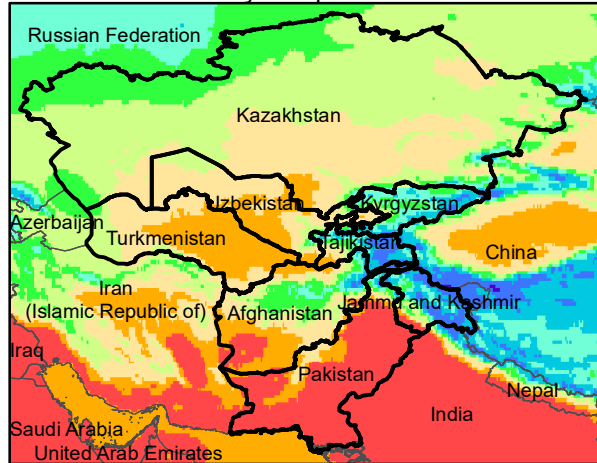 Russian Federation
Kazakhstan
Uzbekistan
Kyrgyzstan
Azerbaijan
Turkmenistan
Tajikistan
China
Iran
(Islamic Republic of)
Afghanistan
Jammu and Kashmir
Iraq
Pakistan
Nepal
India
Saudi Arabia
United Arab Emirates